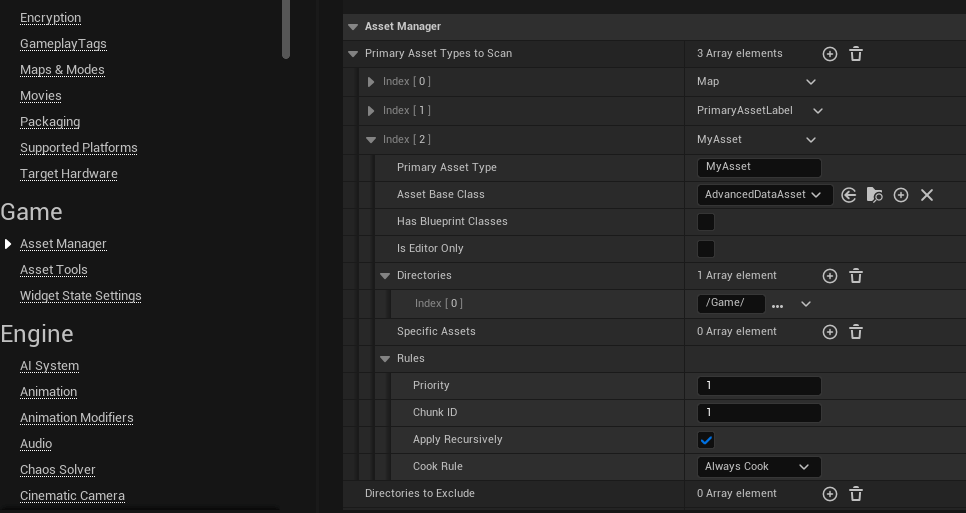 Encryption
GameplayTags
Maps & Modes
Movies
Packaging
Supported Platforms
Target Hardware
Game
Asset Manager
Asset Tools
Widget State Settings
Engine
AI System
Animation
Animation Modifiers
Audio
Chaos Solver
Cinematic Camera
Asset Manager
Primary Asset Types to Scan 3 Array elements
Index [ 0 ] Map
Index [ 1 ] PrimaryAssetLabel
Index [ 2 ] MyAsset
Primary Asset Type MyAsset
Asset Base Class AdvancedDataAsset
Has Blueprint Classes
Is Editor Only
Directories 1 Array element
Index [ 0 ] /Game/ ...
Specific Assets 0 Array element
Rules
Priority 1
Chunk ID 1
Apply Recursively
Cook Rule Always Cook
Directories to Exclude 0 Array element